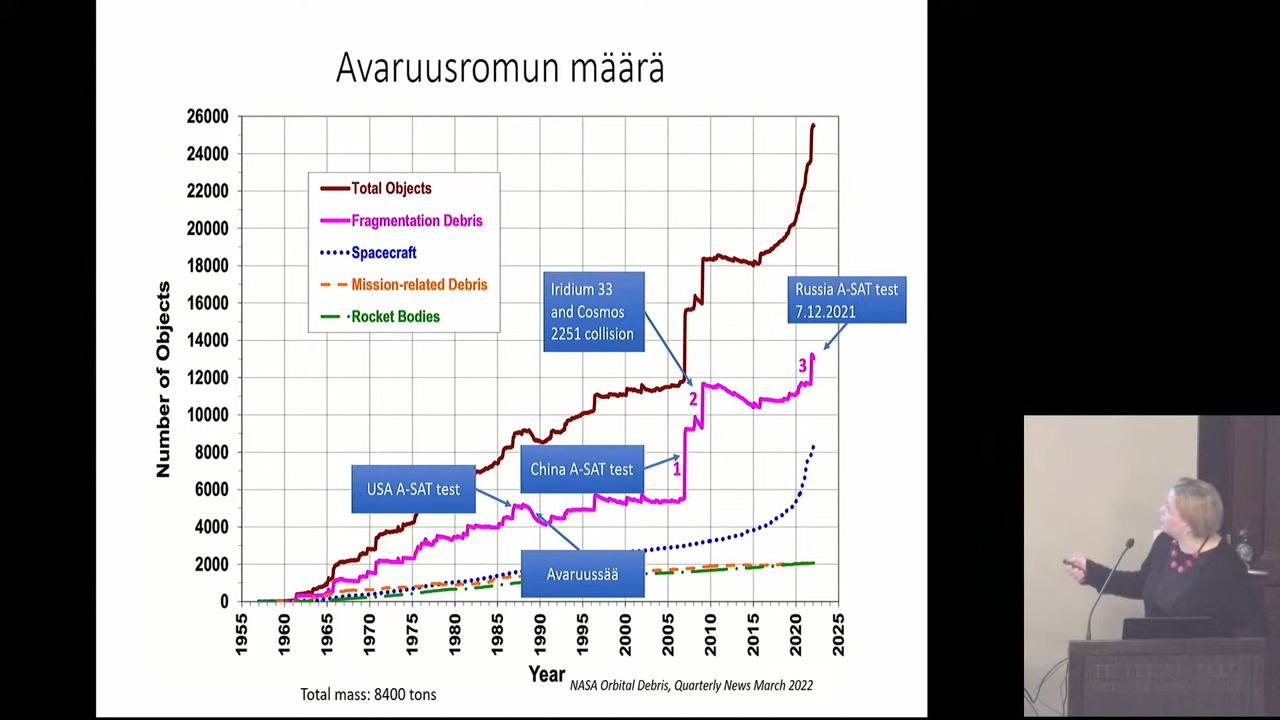 Avaruusromun määrä
26000
24000
22000
20000
18000
16000
14000
12000
10000
8000
6000
4000
2000
0
Number of Objects
Total Objects
Fragmentation Debris
Spacecraft
Mission-related Debris
Rocket Bodies
Iridium 33
and Cosmos
2251 collision
Russia A-SAT test
7.12.2021
3
2
China A-SAT test
1
USA A-SAT test
Avaruussää
1955
1960
1965
1970
1975
1980
1985
1990
1995
2000
2005
2010
2015
2020
2025
Year
NASA Orbital Debris, Quarterly News March 2022
Total mass: 8400 tons